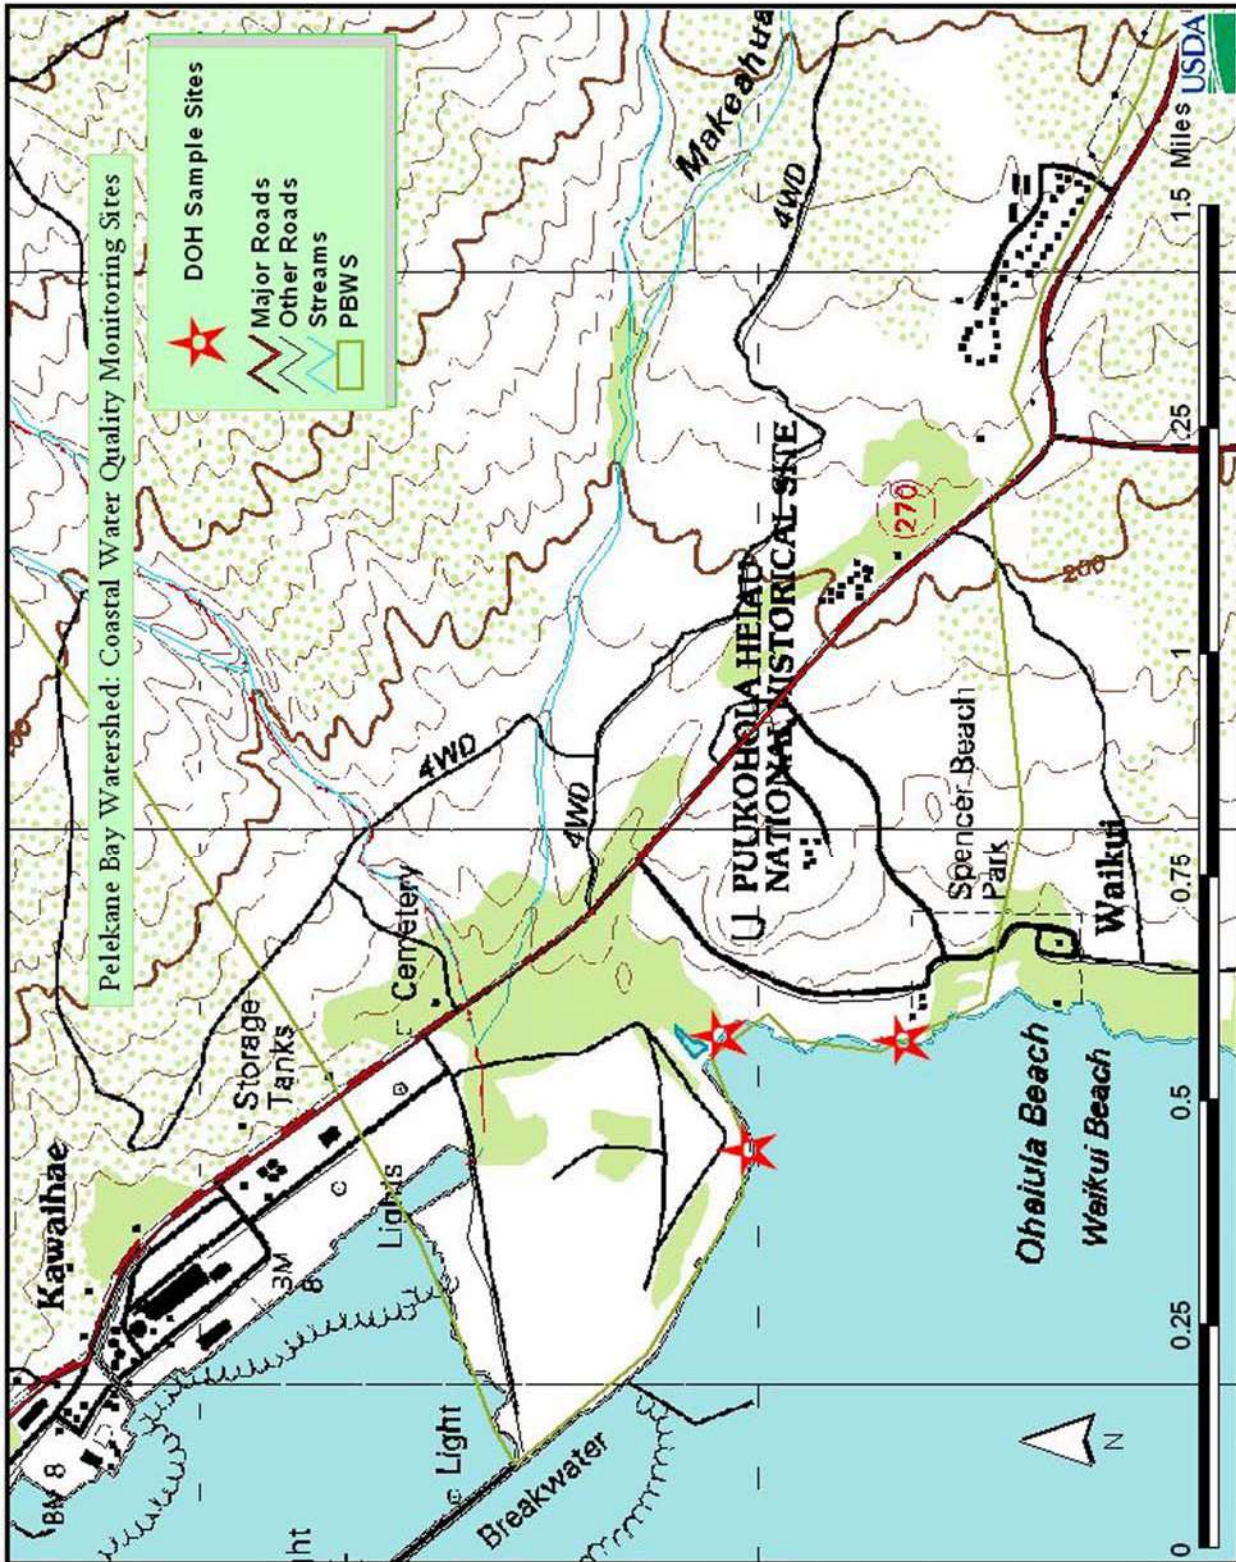 Pelekane Bay Watershed: Coastal Water Quality Monitoring Sites
DOH Sample Sites
Major Roads
Other Roads
Streams
PBWS
Kawaihae
Storage
Tanks
Cemetery
4WD
4WD
4WD
Makeahua
Lights
Light
Breakwater
BM 8
ght
PUUKOHOLA HEIAU
NATIONAL HISTORICAL SITE
270
200
Spencer Beach
Park
Waikui
Ohaiula Beach
Waikui Beach
N
0 0.25 0.5 0.75 1 1.25 1.5 Miles
USDA